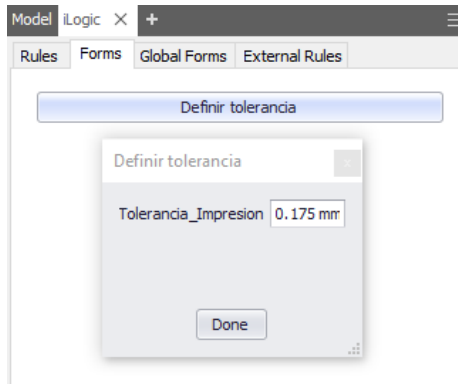 Model iLogic × +
Rules Forms Global Forms External Rules
Definir tolerancia
Definir tolerancia x
Tolerancia_Impresion 0.175 mm
Done